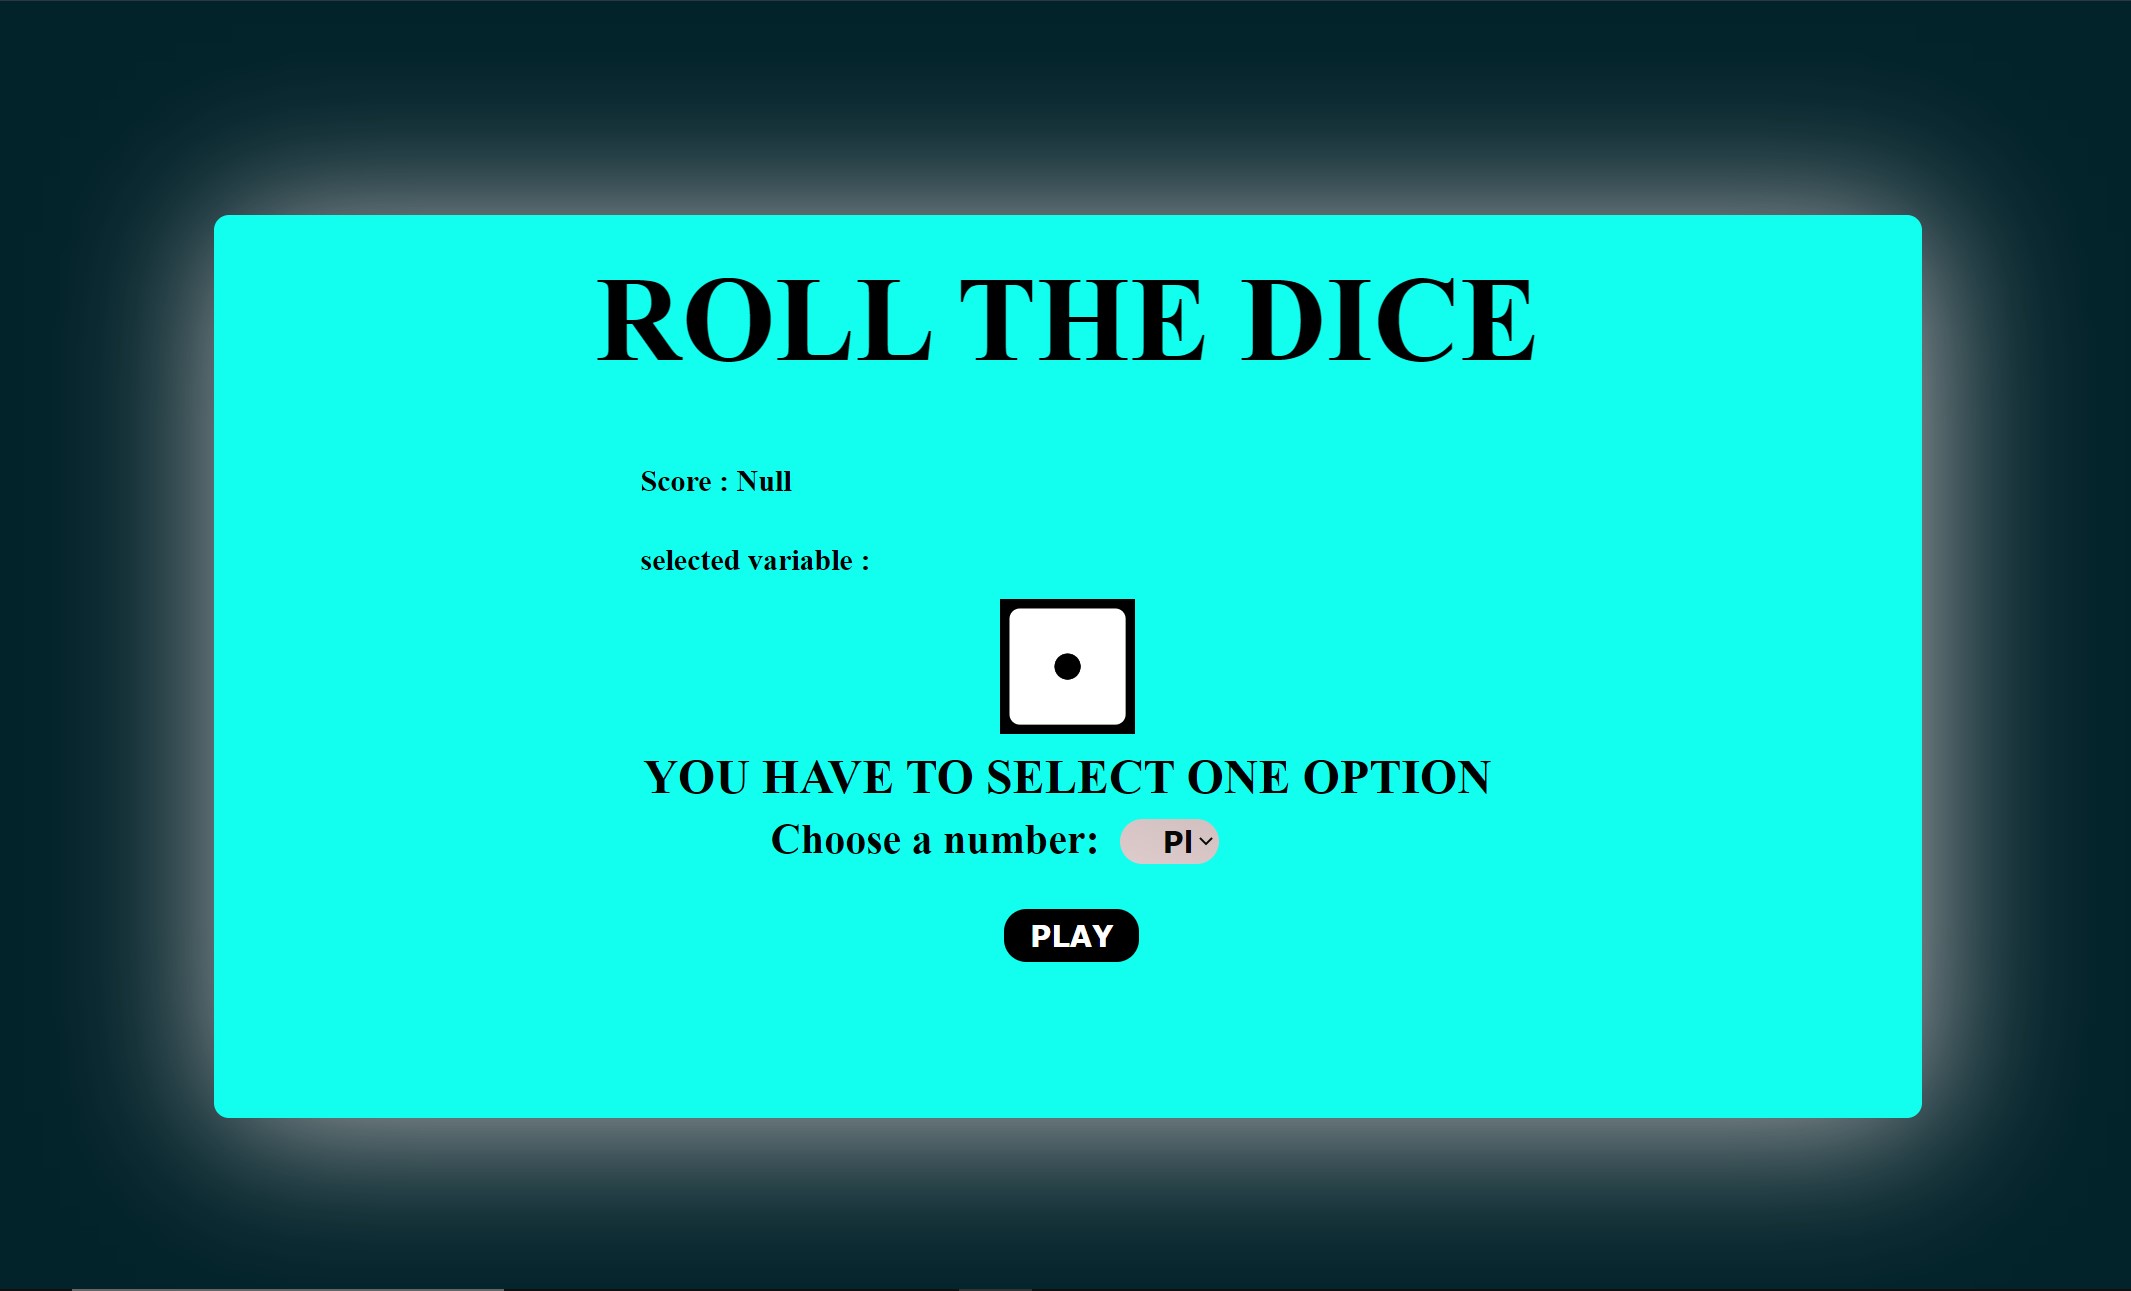 ROLL THE DICE
Score : Null
selected variable :
YOU HAVE TO SELECT ONE OPTION
Choose a number: Pl
PLAY